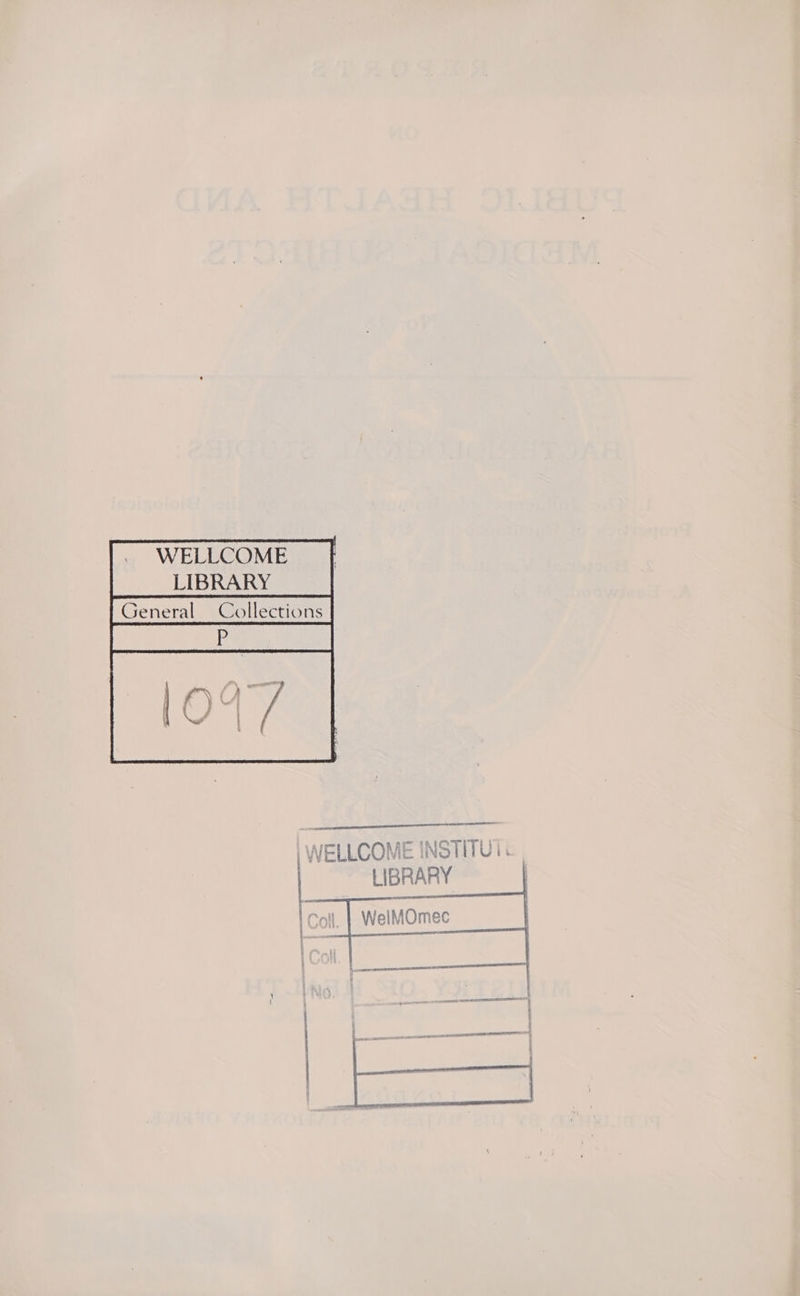 WELLCOME
LIBRARY
General Collections
P
1097
WELLCOME INSTITUTE
LIBRARY
Coll. WelMOmec
Coll.
No.